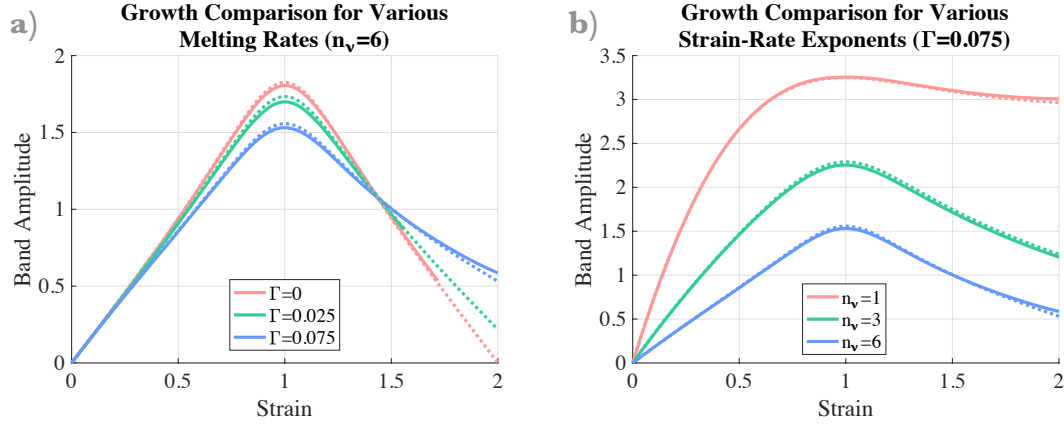 a)
Growth Comparison for Various
Melting Rates (nν=6)
2
1.5
1
0.5
0
Band Amplitude
Γ=0
Γ=0.025
Γ=0.075
0
0.5
1
1.5
2
Strain
b)
Growth Comparison for Various
Strain-Rate Exponents (Γ=0.075)
3.5
3
2.5
2
1.5
1
0.5
0
Band Amplitude
nν=1
nν=3
nν=6
0
0.5
1
1.5
2
Strain